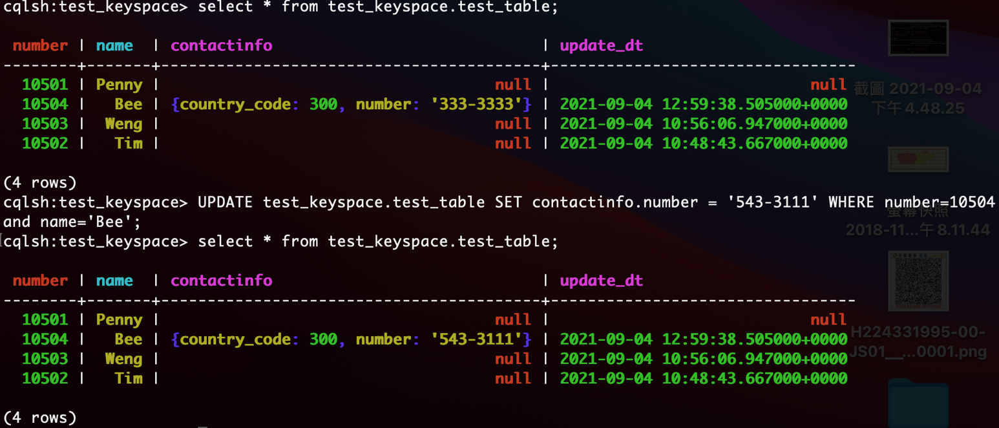 cqlsh:test_keyspace> select * from test_keyspace.test_table;
number | name | contactinfo | update_dt
--------+-------+-----------------------------------------+---------------------------------
10501 | Penny | null | null
10504 | Bee | {country_code: 300, number: '333-3333'} | 2021-09-04 12:59:38.505000+0000
10503 | Weng | null | 2021-09-04 10:56:06.947000+0000
10502 | Tim | null | 2021-09-04 10:48:43.667000+0000
(4 rows)
cqlsh:test_keyspace> UPDATE test_keyspace.test_table SET contactinfo.number = '543-3111' WHERE number=10504
and name='Bee';
cqlsh:test_keyspace> select * from test_keyspace.test_table;
number | name | contactinfo | update_dt
--------+-------+-----------------------------------------+---------------------------------
10501 | Penny | null | null
10504 | Bee | {country_code: 300, number: '543-3111'} | 2021-09-04 12:59:38.505000+0000
10503 | Weng | null | 2021-09-04 10:56:06.947000+0000
10502 | Tim | null | 2021-09-04 10:48:43.667000+0000
(4 rows)
截圖 2021-09-04
下午4.48.25
螢幕快照
2018-11...午8.11.44
H224331995-00-
JS01__...0001.png